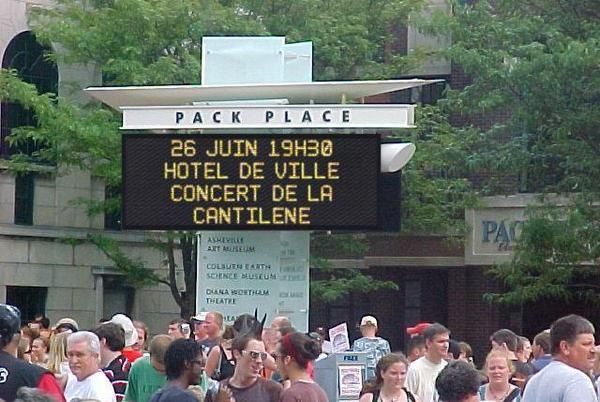 PACK PLACE
26 JUIN 19H30
HOTEL DE VILLE
CONCERT DE LA
CANTILENE
ASHEVILLE
ART MUSEUM
COLBURN EARTH
SCIENCE MUSEUM
DIANA WORTHAM
THEATRE
PAC
FREE